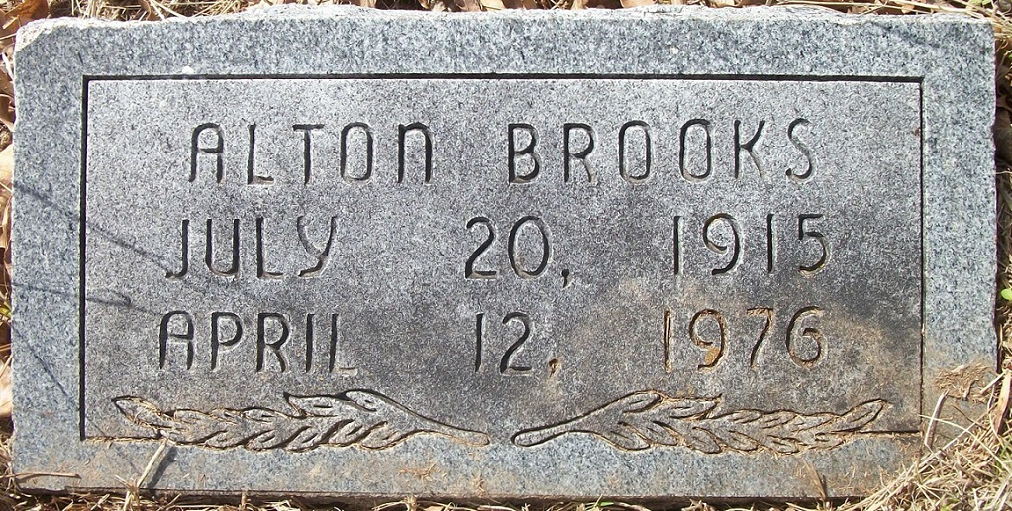 ALTON BROOKS
JULY 20, 1915
APRIL 12, 1976